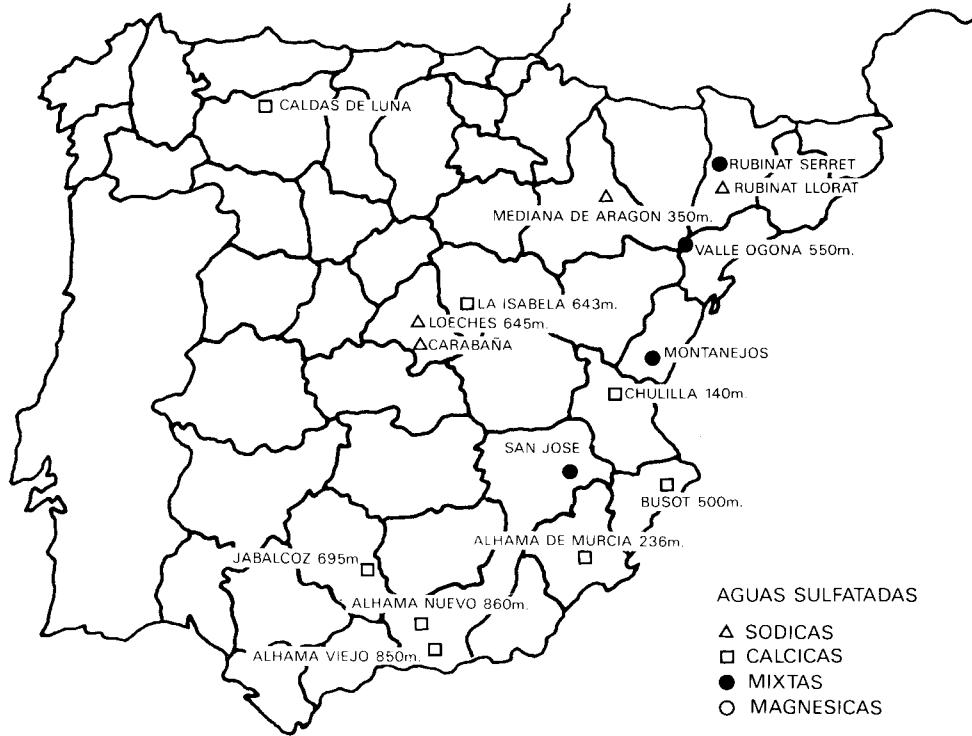 CALDAS DE LUNA
RUBINAT SERRET
RUBINAT LLORAT
MEDIANA DE ARAGON 350m.
VALLE OGONA 550m.
LA ISABELA 643m.
LOECHES 645m.
CARABAÑA
MONTANEJOS
CHULILLA 140m.
SAN JOSE
BUSOT 500m.
ALHAMA DE MURCIA 236m.
JABALCOZ 695m
ALHAMA NUEVO 860m.
ALHAMA VIEJO 850m.
AGUAS SULFATADAS
SODICAS
CALCICAS
MIXTAS
MAGNESICAS